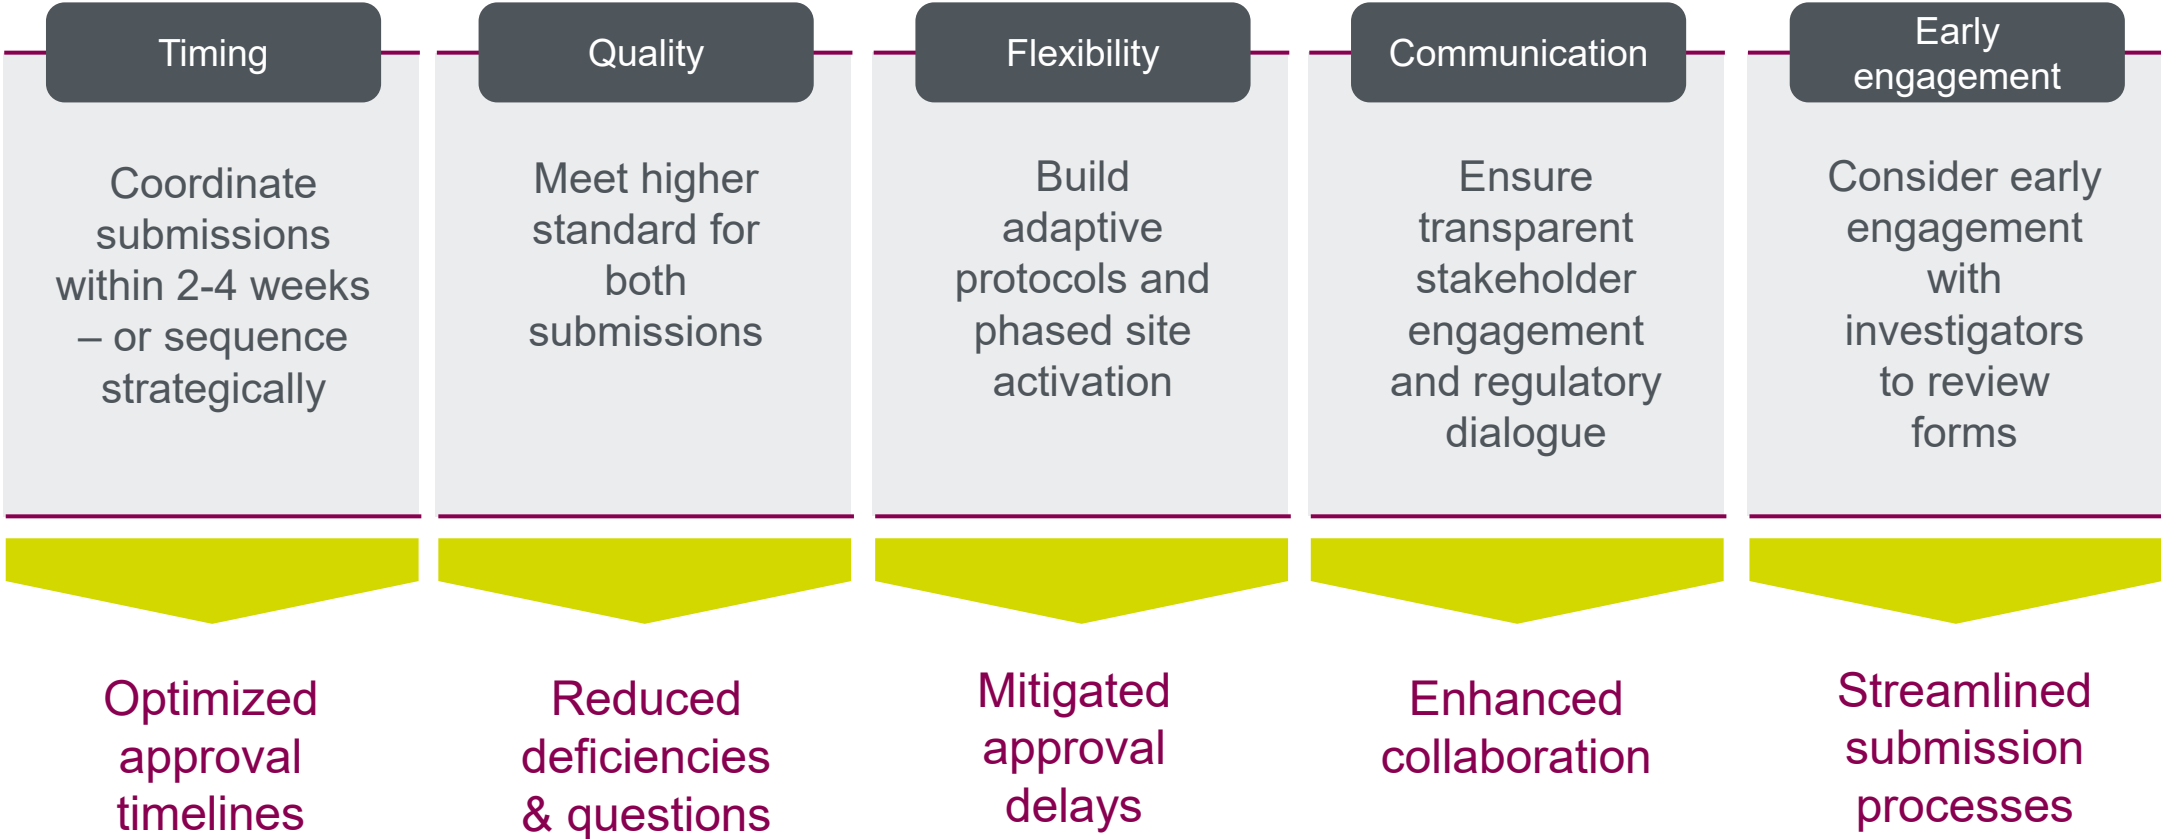 Timing
Coordinate
submissions
within 2-4 weeks
– or sequence
strategically
Optimized
approval
timelines
Quality
Meet higher
standard for
both
submissions
Reduced
deficiencies
& questions
Flexibility
Build
adaptive
protocols and
phased site
activation
Mitigated
approval
delays
Communication
Ensure
transparent
stakeholder
engagement
and regulatory
dialogue
Enhanced
collaboration
Early
engagement
Consider early
engagement
with
investigators
to review
forms
Streamlined
submission
processes